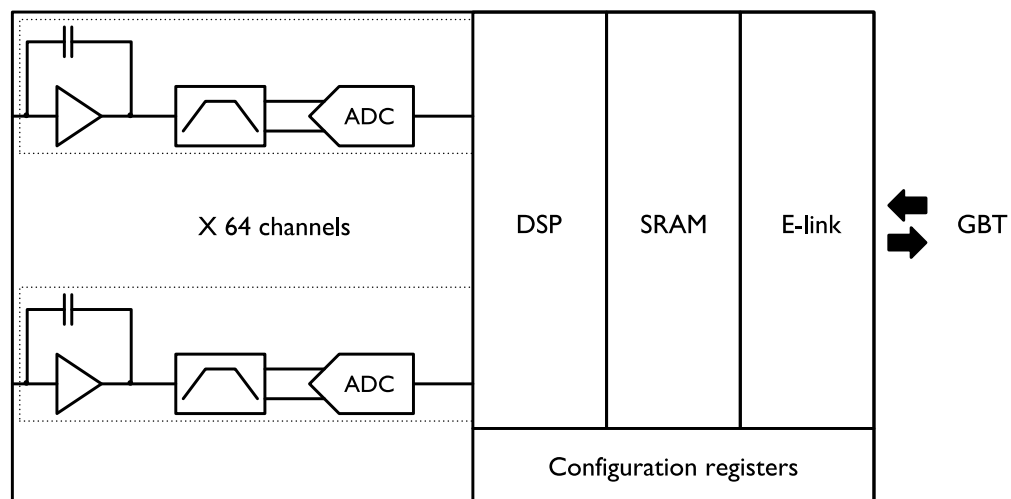 ADC
X 64 channels
DSP
SRAM
E-link
GBT
ADC
Configuration registers